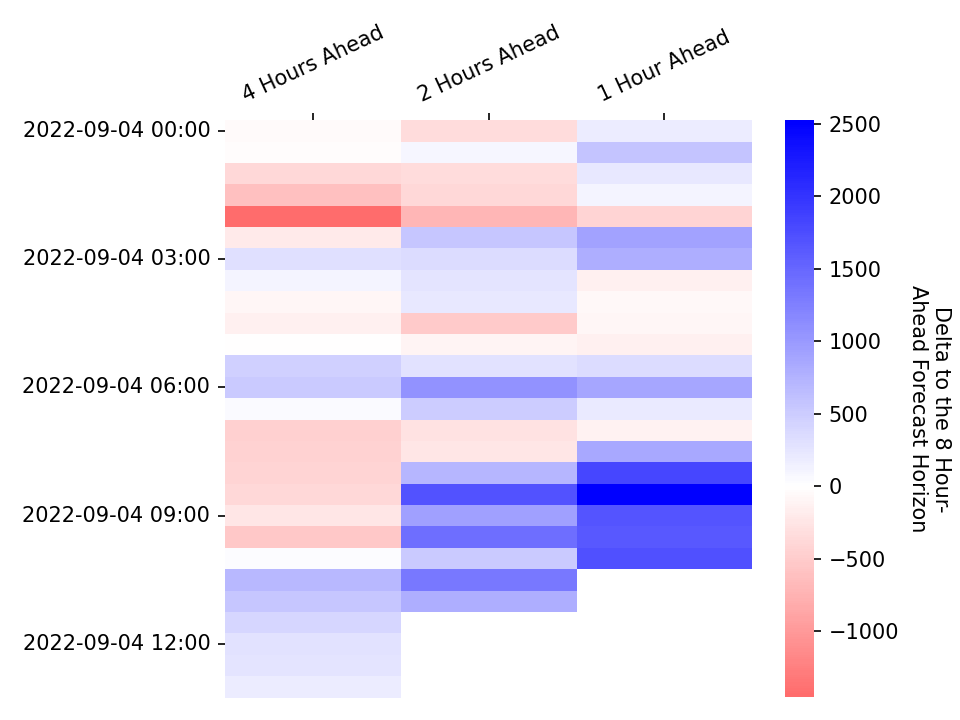 4 Hours Ahead
2 Hours Ahead
1 Hour Ahead
2022-09-04 00:00
2022-09-04 03:00
2022-09-04 06:00
2022-09-04 09:00
2022-09-04 12:00
2500
2000
1500
1000
500
0
−500
−1000
Delta to the 8 Hour-
Ahead Forecast Horizon